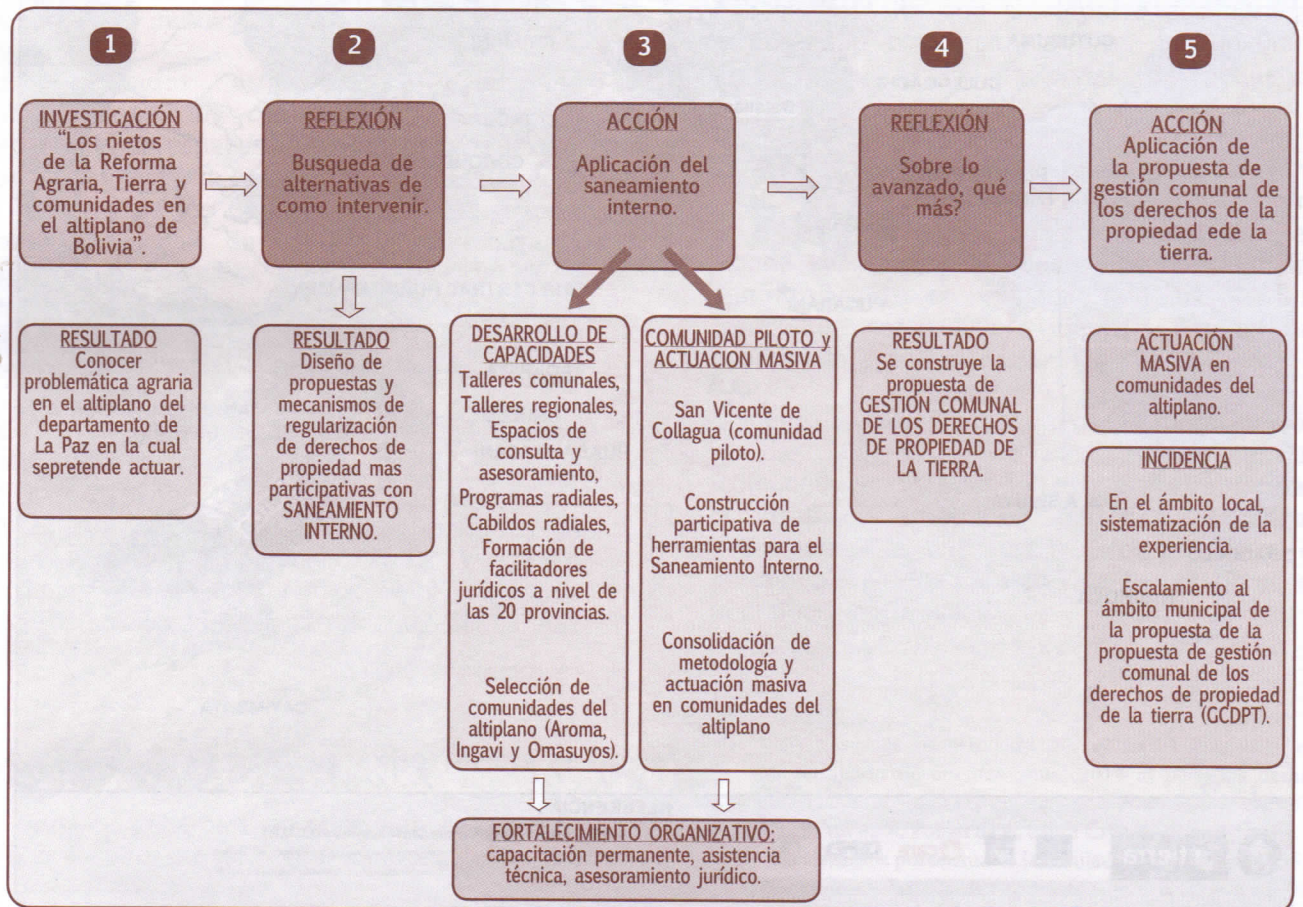 1
2
3
4
5
INVESTIGACIÓN
"Los nietos
de la Reforma
Agraria, Tierra y
comunidades en
el altiplano de
Bolivia".
REFLEXIÓN
Busqueda de
alternativas de
como intervenir.
ACCIÓN
Aplicación del
saneamiento
interno.
REFLEXIÓN
Sobre lo
avanzado, qué
más?
ACCIÓN
Aplicación de
la propuesta de
gestión comunal de
los derechos de la
propiedad ede la
tierra.
RESULTADO
Conocer
problemática agraria
en el altiplano del
departamento de
La Paz en la cual
sepretende actuar.
RESULTADO
Diseño de
propuestas y
mecanismos de
regularización
de derechos de
propiedad mas
participativas con
SANEAMIENTO
INTERNO.
DESARROLLO DE
CAPACIDADES
Talleres comunales,
Talleres regionales,
Espacios de
consulta y
asesoramiento,
Programas radiales,
Cabildos radiales,
Formación de
facilitadores
jurídicos a nivel de
las 20 provincias.
Selección de
comunidades del
altiplano (Aroma,
Ingavi y Omasuyos).
COMUNIDAD PILOTO y
ACTUACION MASIVA
San Vicente de
Collagua (comunidad
piloto).
Construcción
participativa de
herramientas para el
Saneamiento Interno.
Consolidación de
metodología y
actuación masiva
en comunidades del
altiplano
RESULTADO
Se construye la
propuesta de
GESTIÓN COMUNAL
DE LOS DERECHOS
DE PROPIEDAD DE
LA TIERRA.
ACTUACIÓN
MASIVA en
comunidades del
altiplano.
INCIDENCIA
En el ámbito local,
sistematización de la
experiencia.
Escalamiento al
ámbito municipal de
la propuesta de la
propuesta de gestión
comunal de los
derechos de propiedad
de la tierra (GCDPT).
FORTALECIMIENTO ORGANIZATIVO:
capacitación permanente, asistencia
técnica, asesoramiento jurídico.